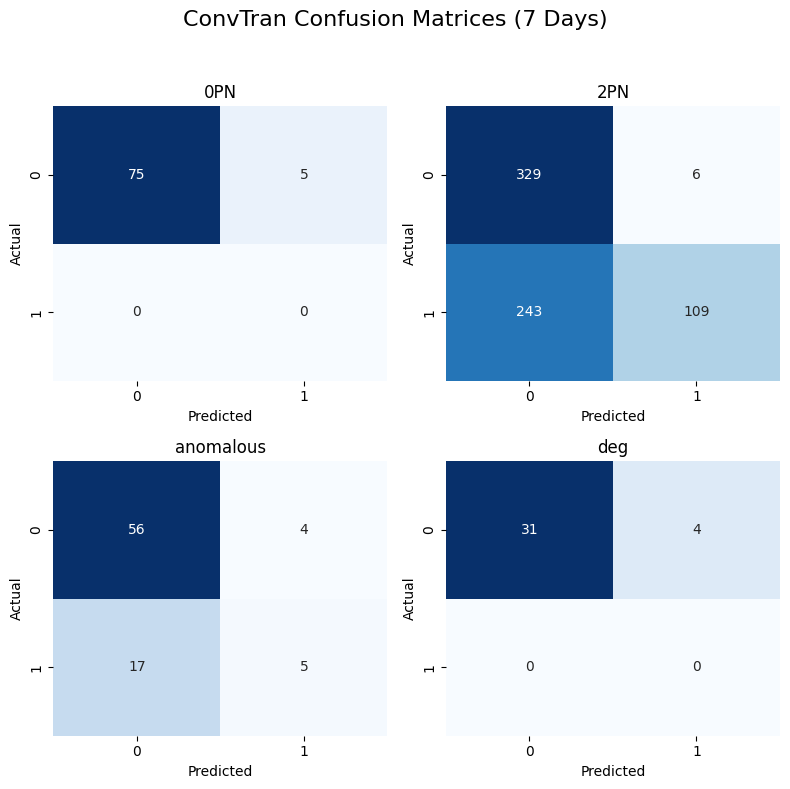 ConvTran Confusion Matrices (7 Days)
0PN
Actual
0
75
5
1
0
0
0
1
Predicted
2PN
Actual
0
329
6
1
243
109
0
1
Predicted
anomalous
Actual
0
56
4
1
17
5
0
1
Predicted
deg
Actual
0
31
4
1
0
0
0
1
Predicted